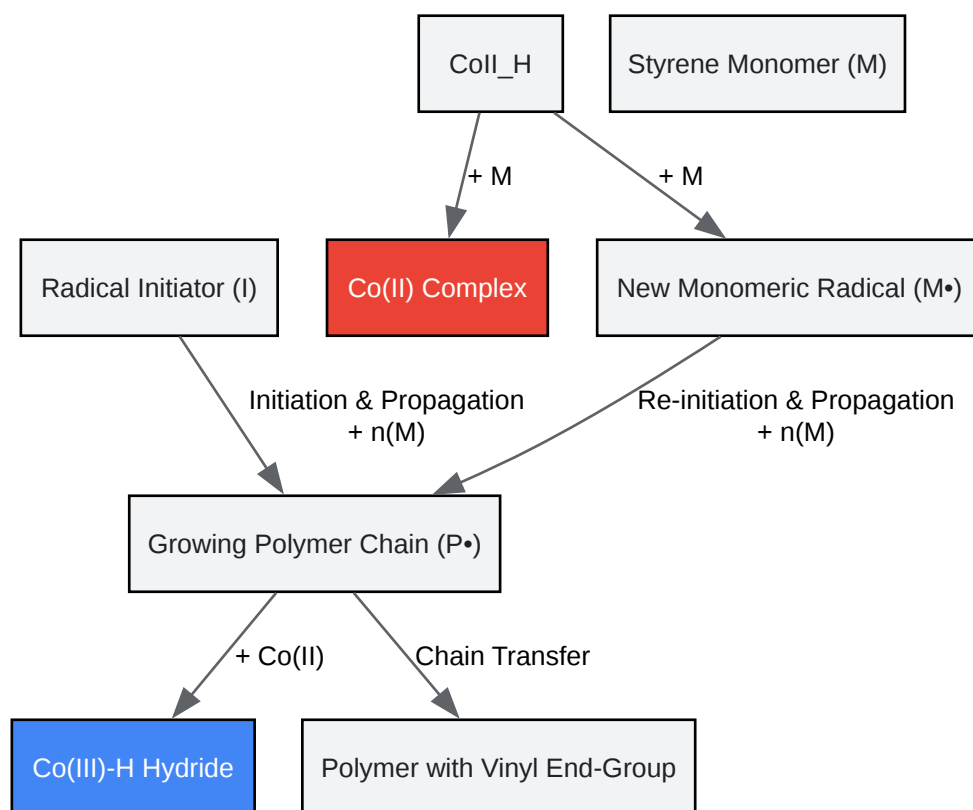 CoII_H
Styrene Monomer (M)
+ M
+ M
Radical Initiator (I)
Co(II) Complex
New Monomeric Radical (M•)
Initiation & Propagation
+ n(M)
Re-initiation & Propagation
+ n(M)
Growing Polymer Chain (P•)
+ Co(II)
Chain Transfer
Co(III)-H Hydride
Polymer with Vinyl End-Group